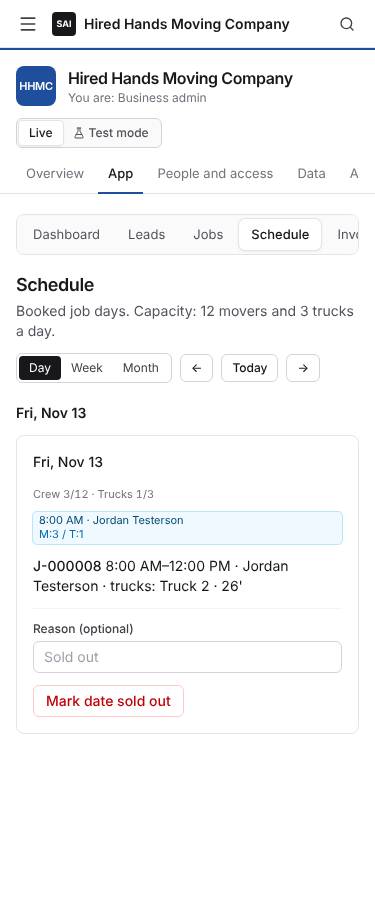 SAI Hired Hands Moving Company
HHMC
Hired Hands Moving Company
You are: Business admin
Live Test mode
Overview App People and access Data A
Dashboard Leads Jobs Schedule Invo
Schedule
Booked job days. Capacity: 12 movers and 3 trucks
a day.
Day Week Month ← Today →
Fri, Nov 13
Fri, Nov 13
Crew 3/12 · Trucks 1/3
8:00 AM · Jordan Testerson
M:3 / T:1
J-000008 8:00 AM–12:00 PM · Jordan
Testerson · trucks: Truck 2 · 26'
Reason (optional)
Sold out
Mark date sold out